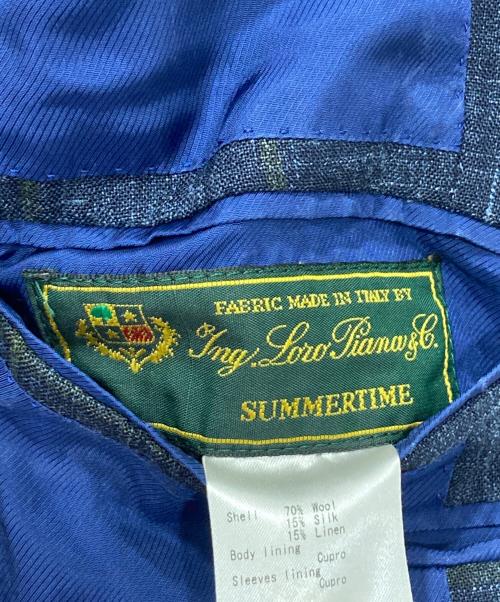 FABRIC MADE IN ITALY BY
Ing. Loro Piana & C.
SUMMERTIME
Shell 70% Wool
15% Silk
15% Linen
Body lining Cupro
Sleeves lining Cupro